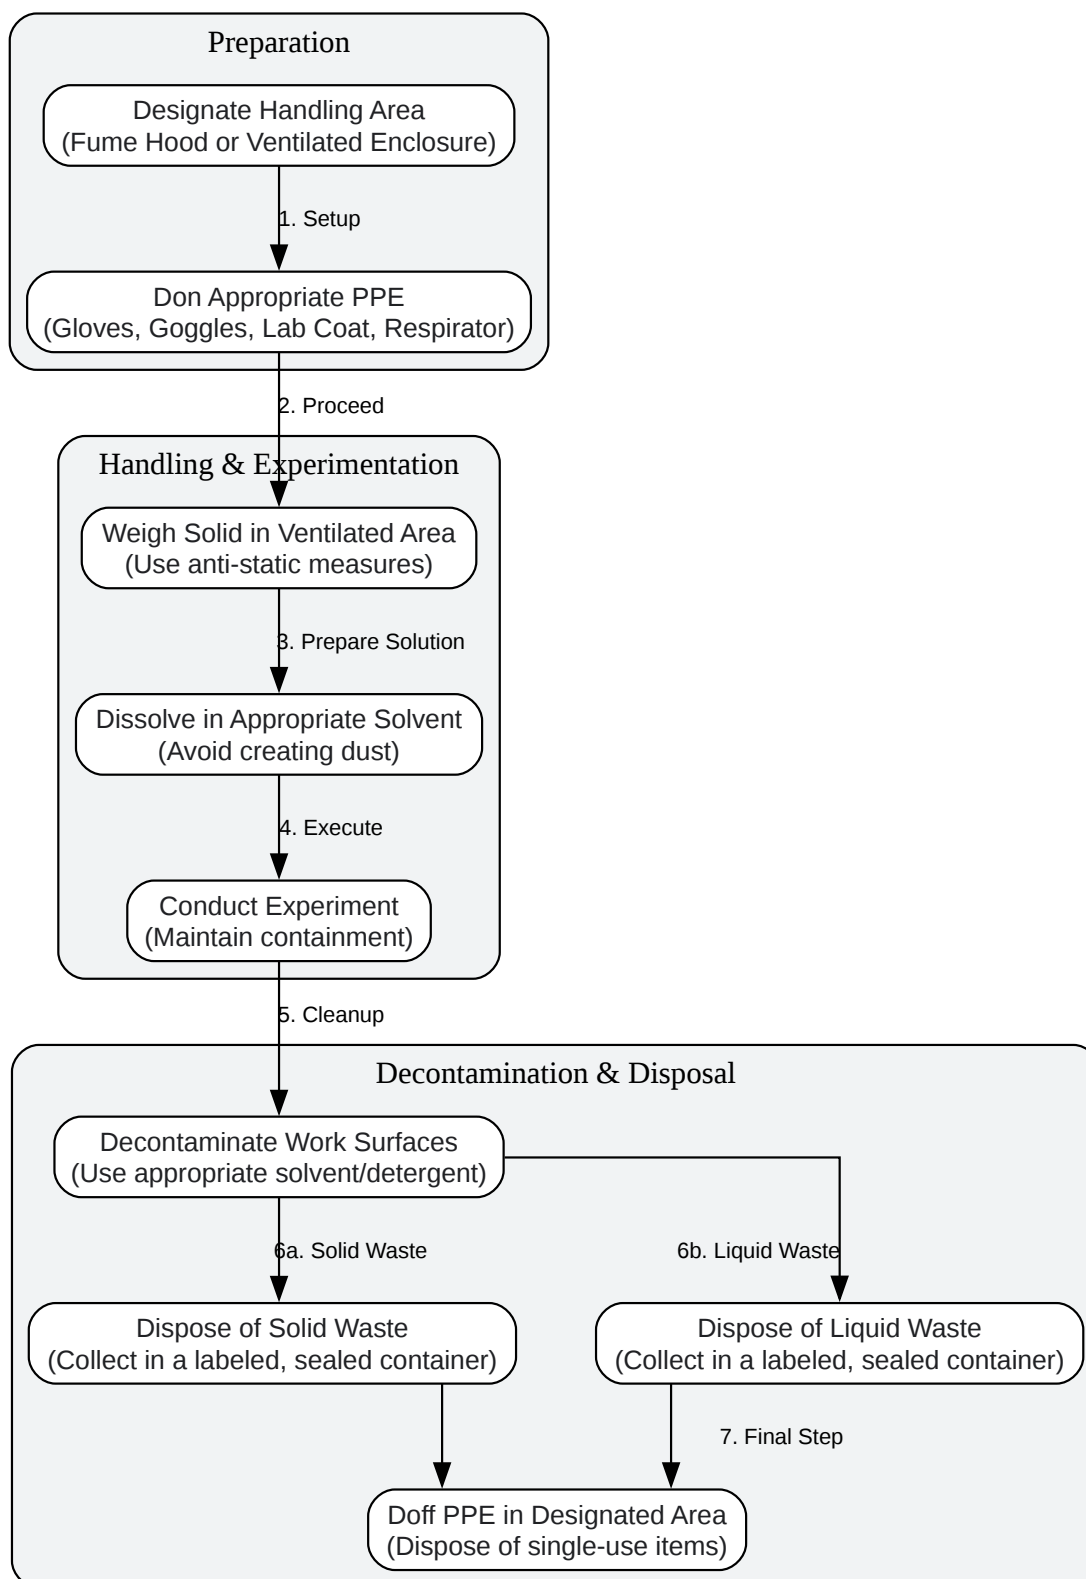 Preparation
Designate Handling Area
(Fume Hood or Ventilated Enclosure)
1. Setup
Don Appropriate PPE
(Gloves, Goggles, Lab Coat, Respirator)
2. Proceed
Handling & Experimentation
Weigh Solid in Ventilated Area
(Use anti-static measures)
3. Prepare Solution
Dissolve in Appropriate Solvent
(Avoid creating dust)
4. Execute
Conduct Experiment
(Maintain containment)
5. Cleanup
Decontamination & Disposal
Decontaminate Work Surfaces
(Use appropriate solvent/detergent)
6a. Solid Waste
6b. Liquid Waste
Dispose of Solid Waste
(Collect in a labeled, sealed container)
Dispose of Liquid Waste
(Collect in a labeled, sealed container)
7. Final Step
Doff PPE in Designated Area
(Dispose of single-use items)